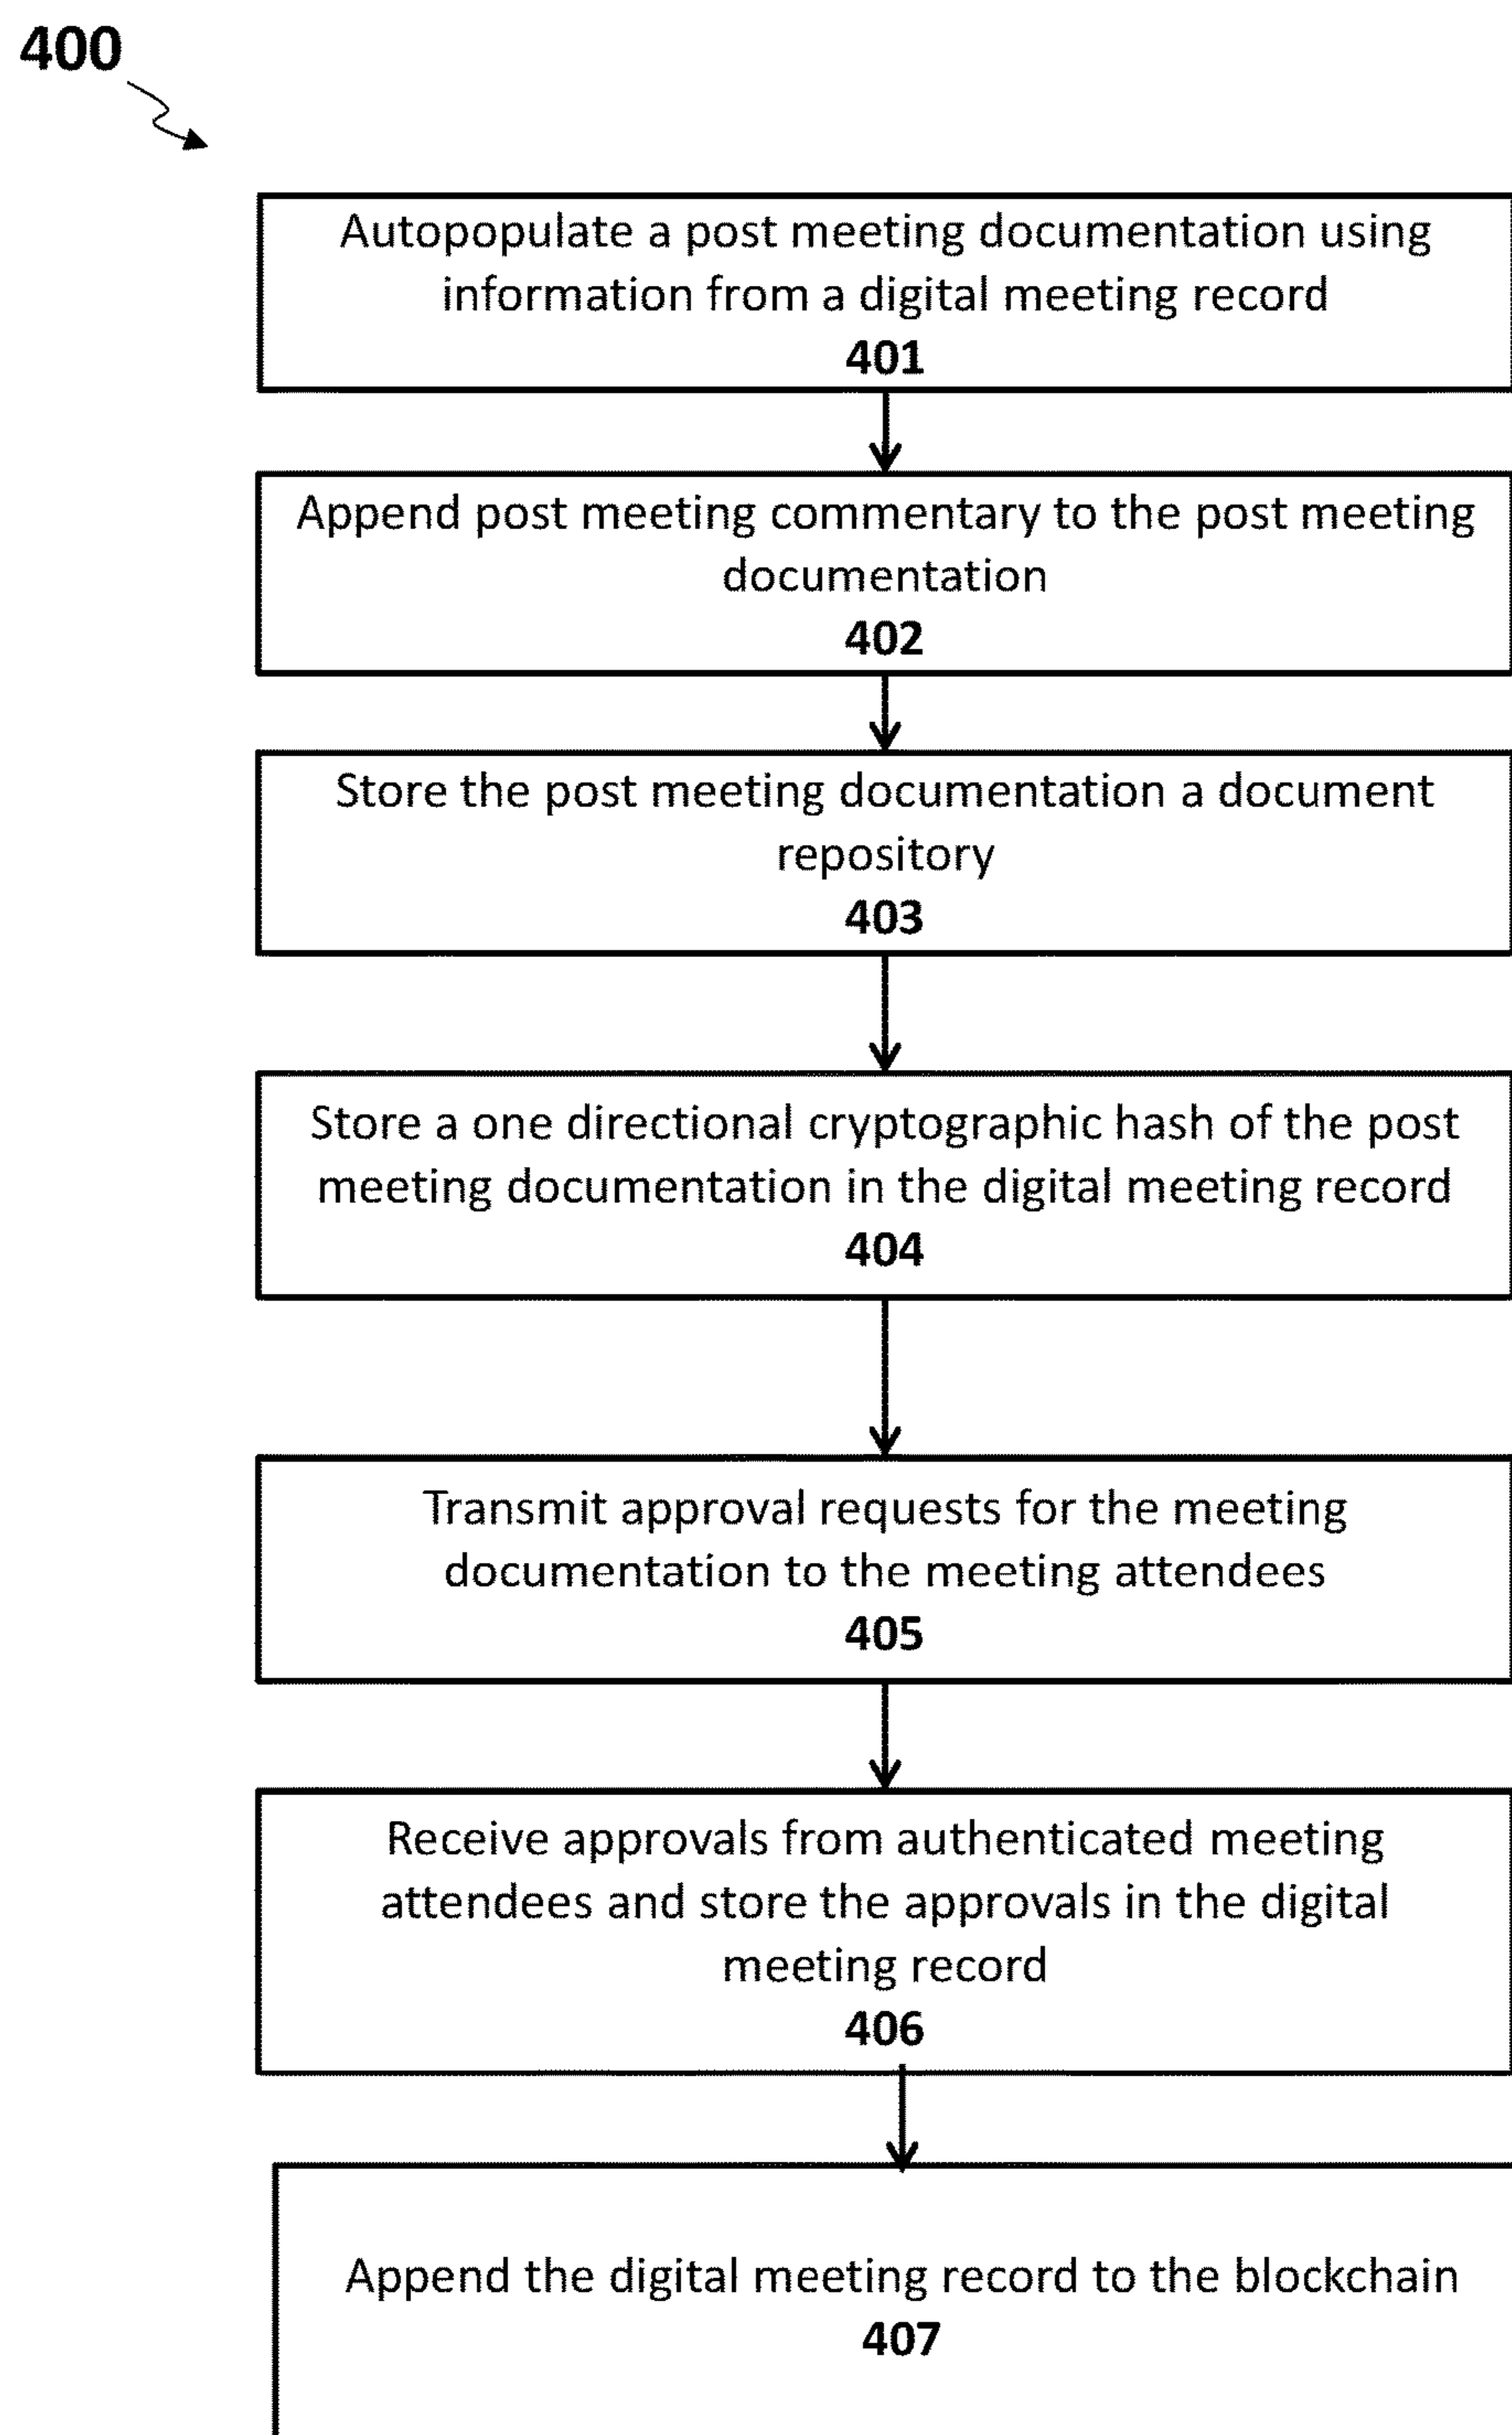 400
Autopopulate a post meeting documentation using
information from a digital meeting record
401
Append post meeting commentary to the post meeting
documentation
402
Store the post meeting documentation a document
repository
403
Store a one directional cryptographic hash of the post
meeting documentation in the digital meeting record
404
Transmit approval requests for the meeting
documentation to the meeting attendees
405
Receive approvals from authenticated meeting
attendees and store the approvals in the digital
meeting record
406
Append the digital meeting record to the blockchain
407